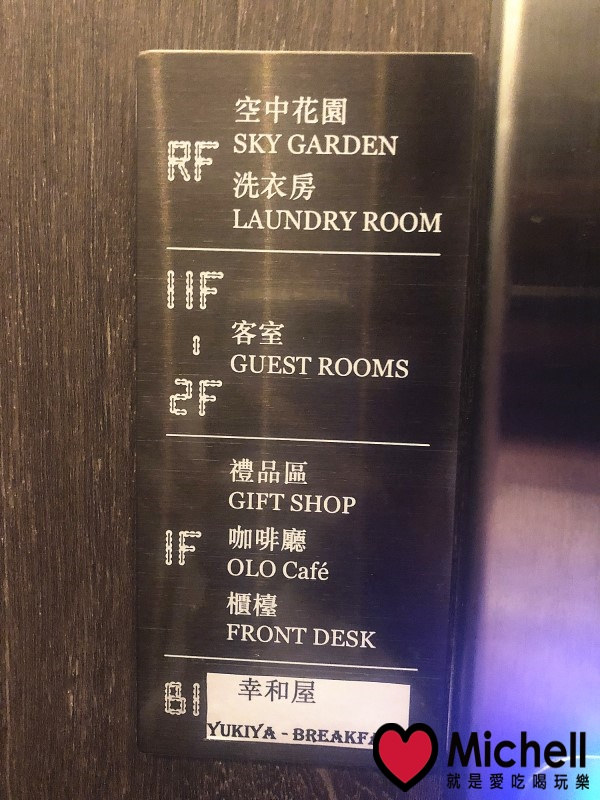 空中花園
SKY GARDEN
RF
洗衣房
LAUNDRY ROOM
11F
客室
GUEST ROOMS
2F
禮品區
GIFT SHOP
1F
咖啡廳
OLO Café
櫃檯
FRONT DESK
B1
幸和屋
YUKIYA - BREAKFA
Michell
就是愛吃喝玩樂